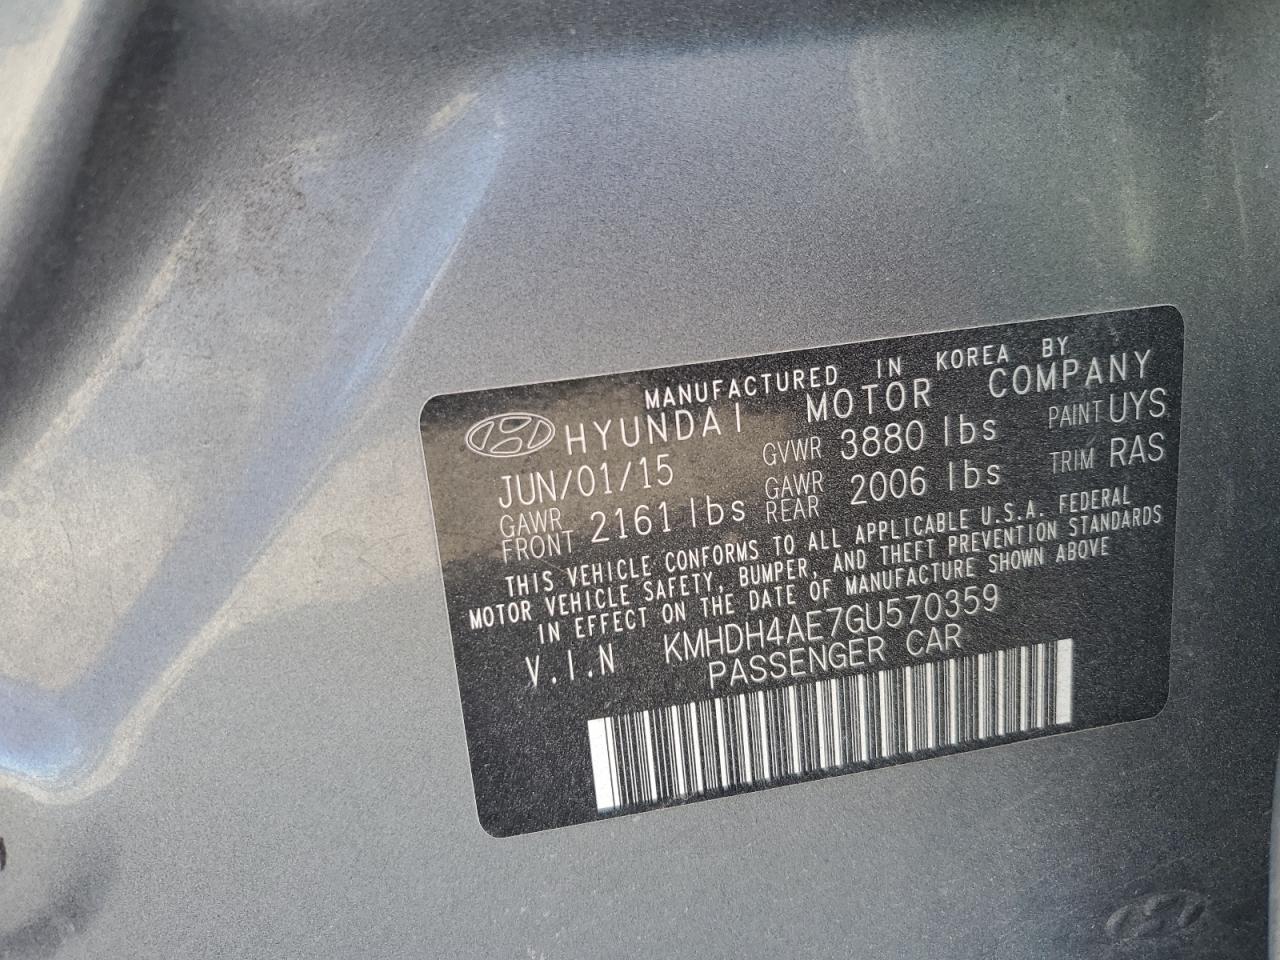 MANUFACTURED IN KOREA BY
HYUNDAI MOTOR COMPANY
JUN/01/15 GVWR 3880 lbs PAINT UYS
GAWR FRONT 2161 lbs GAWR REAR 2006 lbs TRIM RAS
THIS VEHICLE CONFORMS TO ALL APPLICABLE U.S.A. FEDERAL
MOTOR VEHICLE SAFETY, BUMPER, AND THEFT PREVENTION STANDARDS
IN EFFECT ON THE DATE OF MANUFACTURE SHOWN ABOVE
V.I.N KMHDH4AE7GU570359
PASSENGER CAR